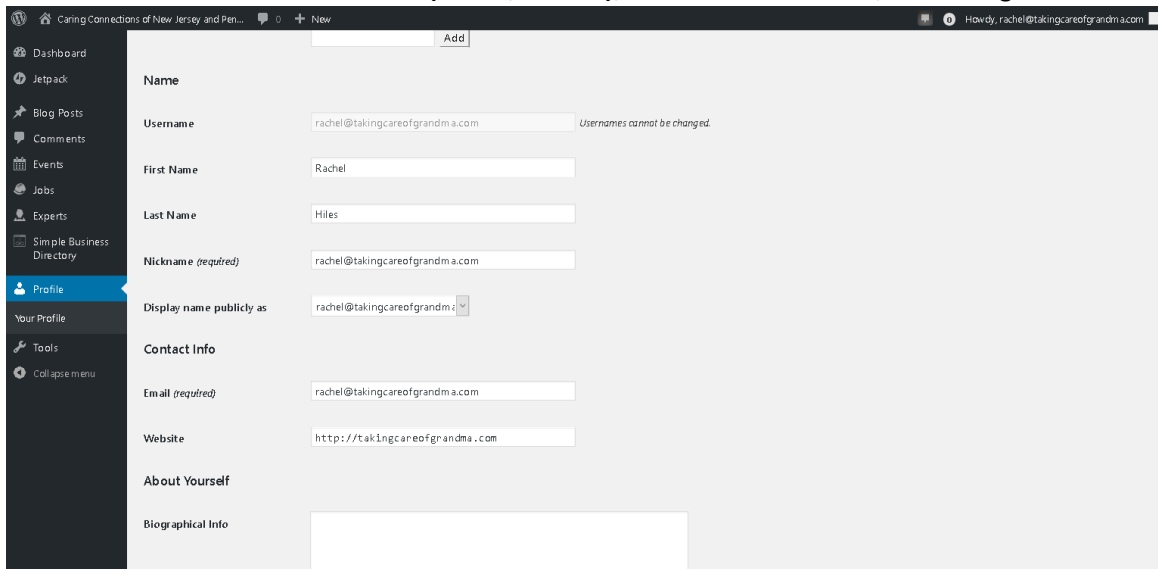 Caring Connections of New Jersey and Pen... 0 + New 0 Howdy, rachel@takingcareofgrandma.com
Add
Dashboard
Jetpack
Blog Posts
Comments
Events
Jobs
Experts
Simple Business
Directory
Profile
Your Profile
Tools
Collapse menu
Name
Username rachel@takingcareofgrandma.com Usernames cannot be changed.
First Name Rachel
Last Name Hiles
Nickname (required) rachel@takingcareofgrandma.com
Display name publicly as rachel@takingcareofgrandma
Contact Info
Email (required) rachel@takingcareofgrandma.com
Website http://takingcareofgrandma.com
About Yourself
Biographical Info